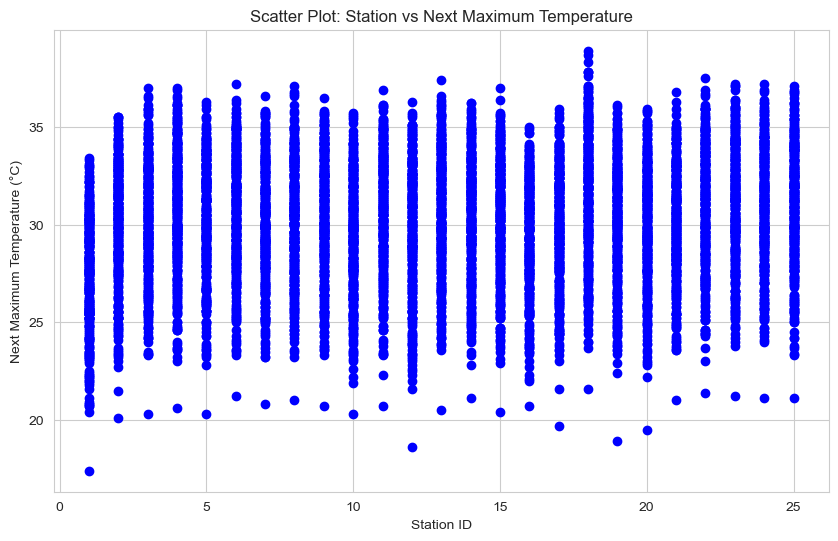 Scatter Plot: Station vs Next Maximum Temperature
Next Maximum Temperature (°C)
35
30
25
20
0 5 10 15 20 25
Station ID